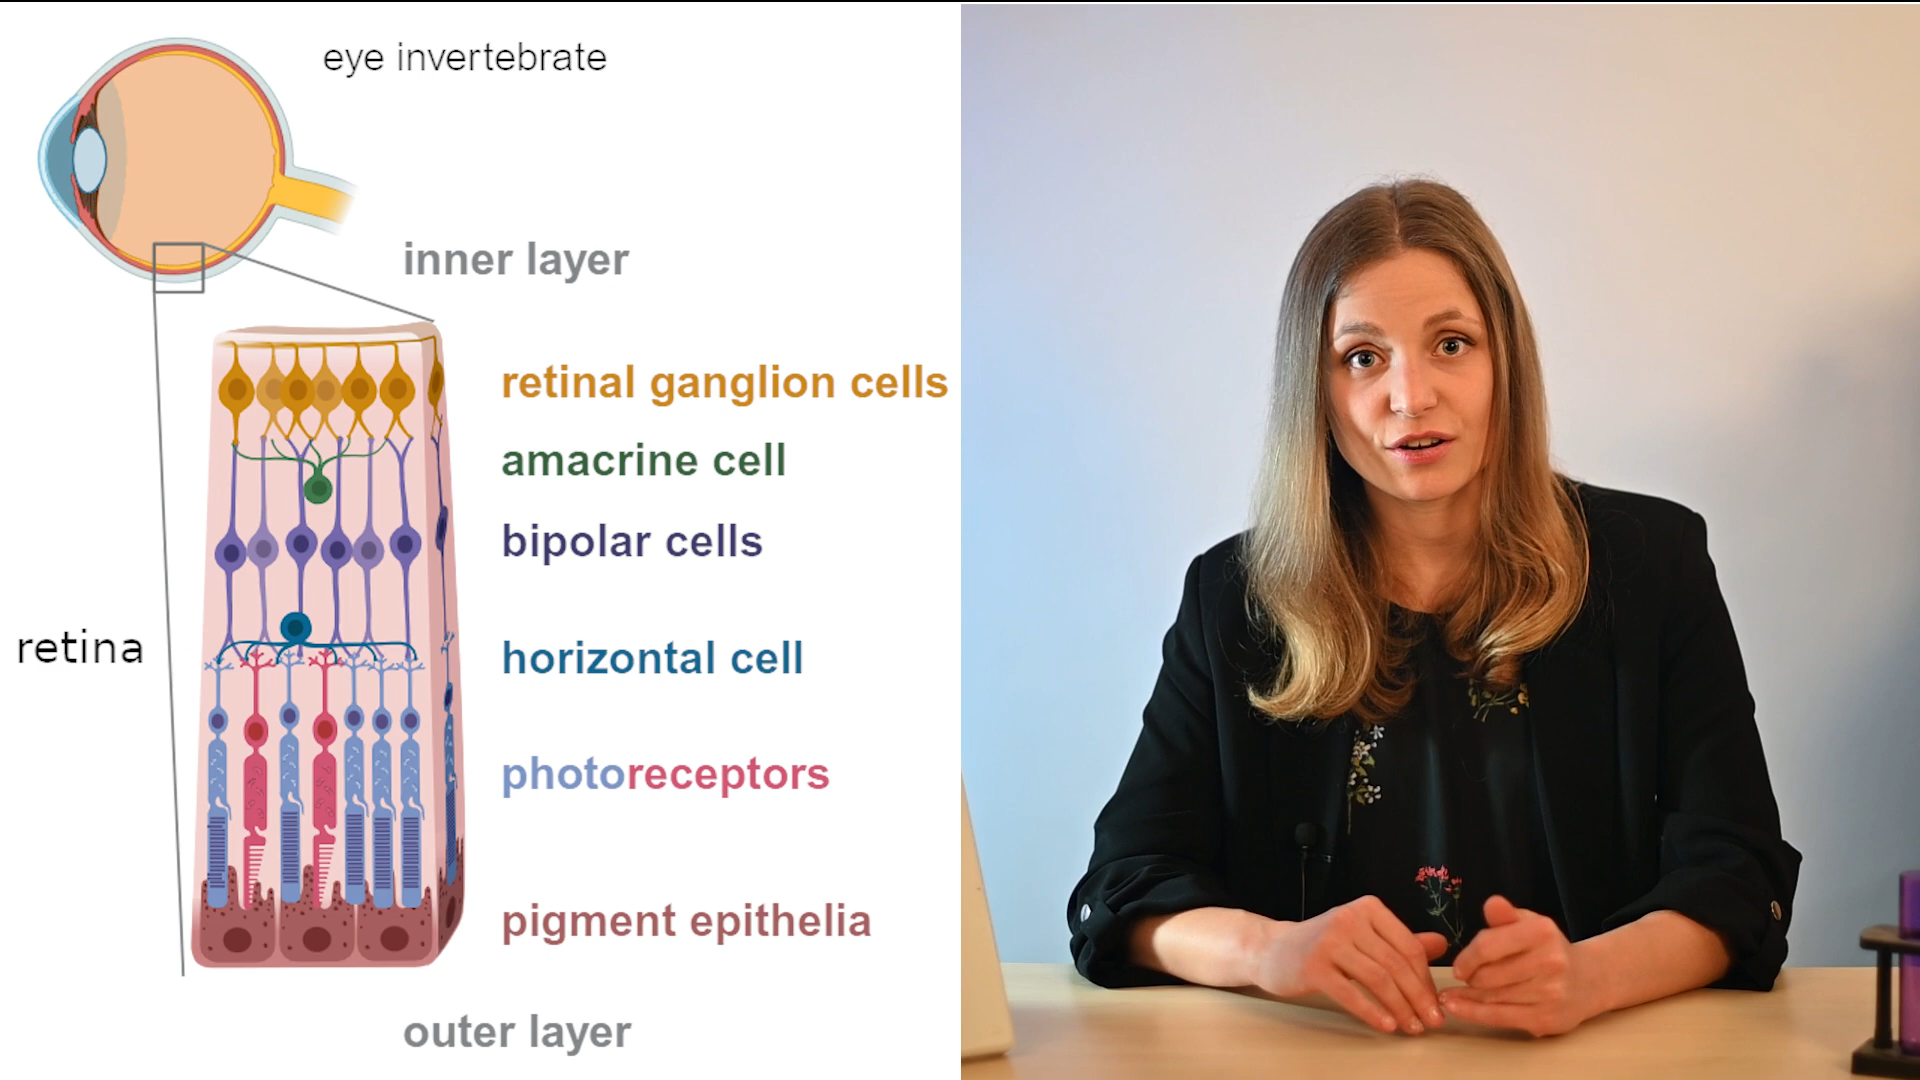 eye invertebrate
inner layer
retinal ganglion cells
amacrine cell
bipolar cells
horizontal cell
retina
photoreceptors
pigment epithelia
outer layer